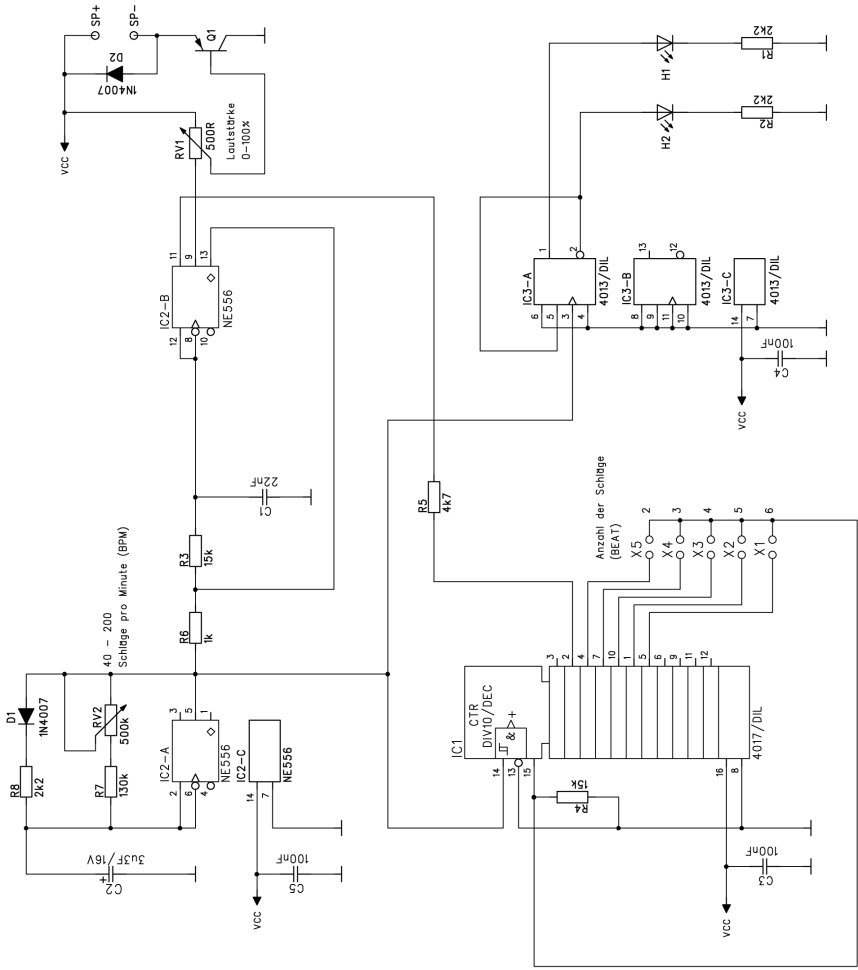 SP+
SP-
D2
1N4007
Q1
VCC
RV1
500R
Lautstärke
0-100%
11
9
13
IC2-B
NE556
12
8
10
C1
22nF
R3
15k
R6
1k
40 - 200
Schläge pro Minute (BPM)
D1
1N4007
RV2
500k
R8
2k2
R7
130k
C2
+
3u3F/16V
3
5
1
IC2-A
NE556
2
6
4
IC2-C
NE556
14
7
C5
100nF
VCC
R5
4k7
H1
R1
2k2
H2
R2
2k2
1
2
IC3-A
4013/DIL
6
5
3
4
13
12
IC3-B
4013/DIL
8
9
11
10
IC3-C
4013/DIL
14
7
C4
100nF
VCC
Anzahl der Schläge
(BEAT)
X5
2
X4
3
X3
4
X2
5
X1
6
IC1
CTR
DIV10/DEC
&
+
4017/DIL
14
13
15
3
2
4
7
10
1
5
6
9
11
12
16
8
R4
15k
C3
100nF
VCC